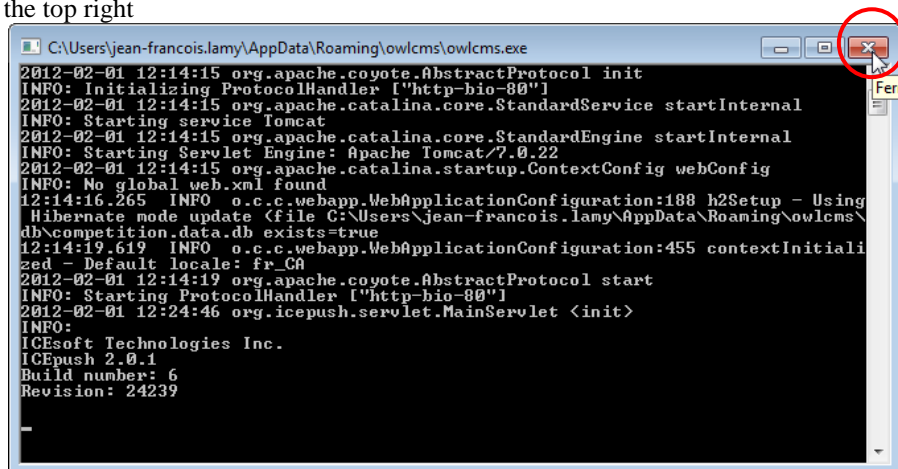 the top right
C:\Users\jean-francois.lamy\AppData\Roaming\owlcms\owlcms.exe
2012-02-01 12:14:15 org.apache.coyote.AbstractProtocol init
INFO: Initializing ProtocolHandler ["http-bio-80"]
2012-02-01 12:14:15 org.apache.catalina.core.StandardService startInternal
INFO: Starting service Tomcat
2012-02-01 12:14:15 org.apache.catalina.core.StandardEngine startInternal
INFO: Starting Servlet Engine: Apache Tomcat/7.0.22
2012-02-01 12:14:15 org.apache.catalina.startup.ContextConfig webConfig
INFO: No global web.xml found
12:14:16.265  INFO  o.c.c.webapp.WebApplicationConfiguration:188 h2Setup - Using
Hibernate mode update (file C:\Users\jean-francois.lamy\AppData\Roaming\owlcms\
db\competition.data.db exists=true
12:14:19.619  INFO  o.c.c.webapp.WebApplicationConfiguration:455 contextInitiali
zed - Default locale: fr_CA
2012-02-01 12:14:19 org.apache.coyote.AbstractProtocol start
INFO: Starting ProtocolHandler ["http-bio-80"]
2012-02-01 12:24:46 org.icepush.servlet.MainServlet <init>
INFO:
ICEsoft Technologies Inc.
ICEpush 2.0.1
Build number: 6
Revision: 24239
Fer